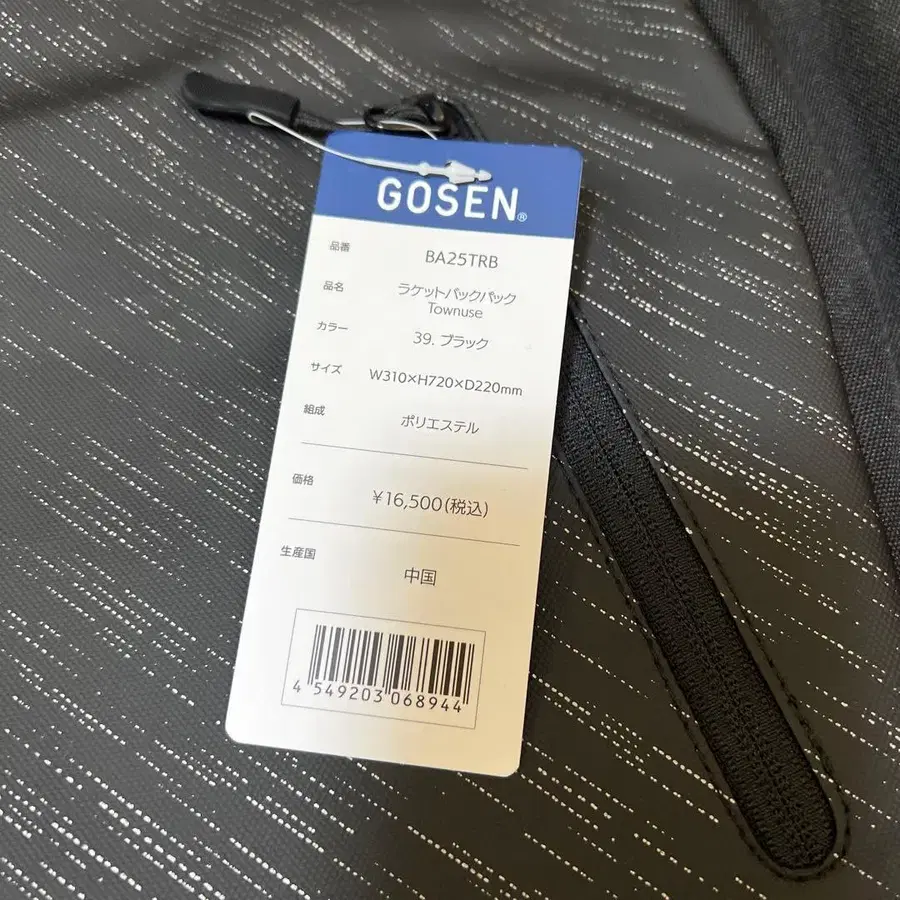 GOSEN®
品番 BA25TRB
品名 ラケットバックパック
Townuse
カラー 39. ブラック
サイズ W310×H720×D220mm
組成 ポリエステル
価格 ¥16,500(税込)
生産国 中国
4 549203 068944